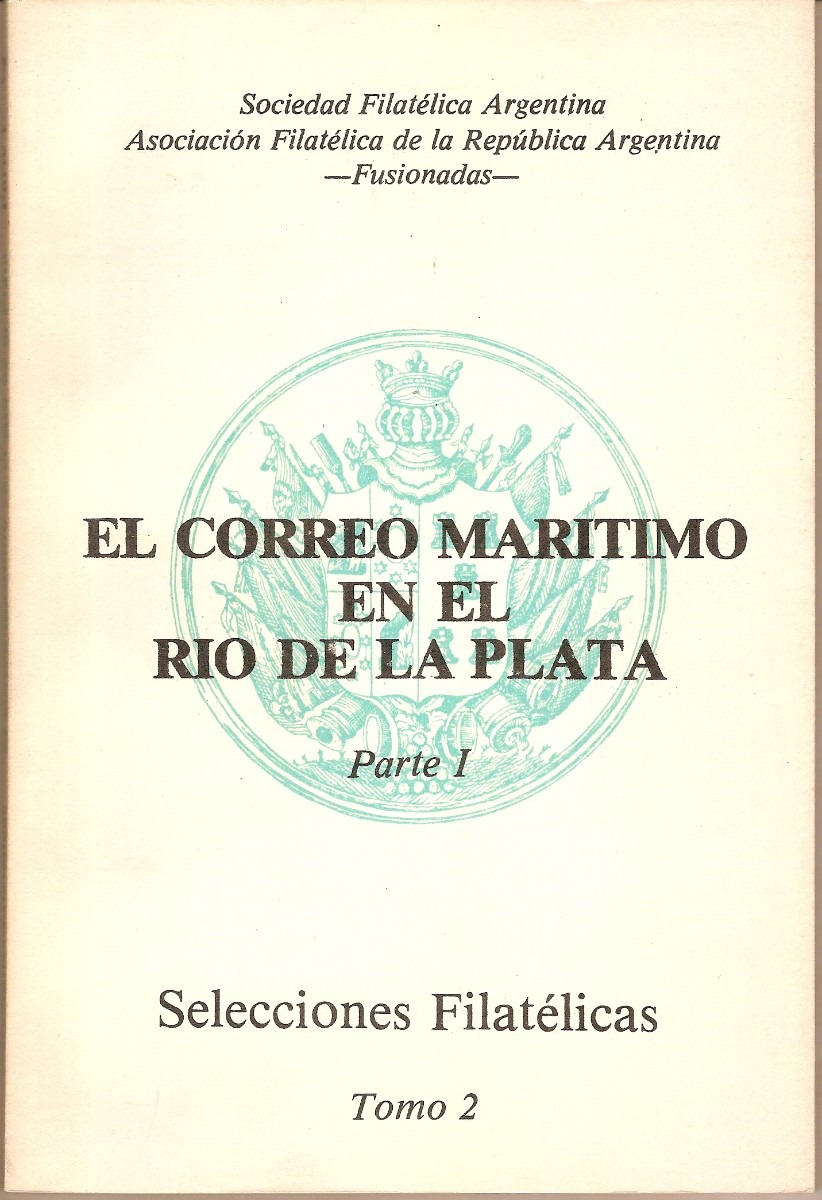 Sociedad Filatélica Argentina
Asociación Filatélica de la República Argentina
—Fusionadas—
EL CORREO MARITIMO
EN EL
RIO DE LA PLATA
Parte I
Selecciones Filatélicas
Tomo 2